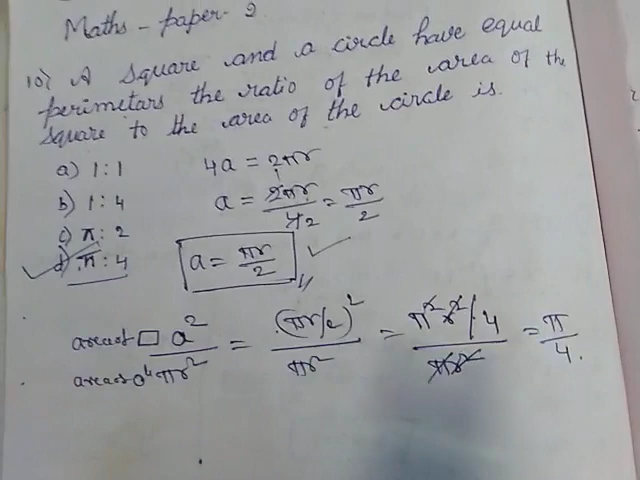 Maths - paper - 2
10) A square and a circle have equal
perimetars the ratio of the area of the
square to the area of the circle is.
a) 1:1
b) 1:4
c) π:2
d) π:4
4a = 2πr
a = 2πr/42 = πr/2
a = πr/2
area of □ a²/area of πr² = (πr/2)²/πr² = π²r²/4/πr² = π/4.